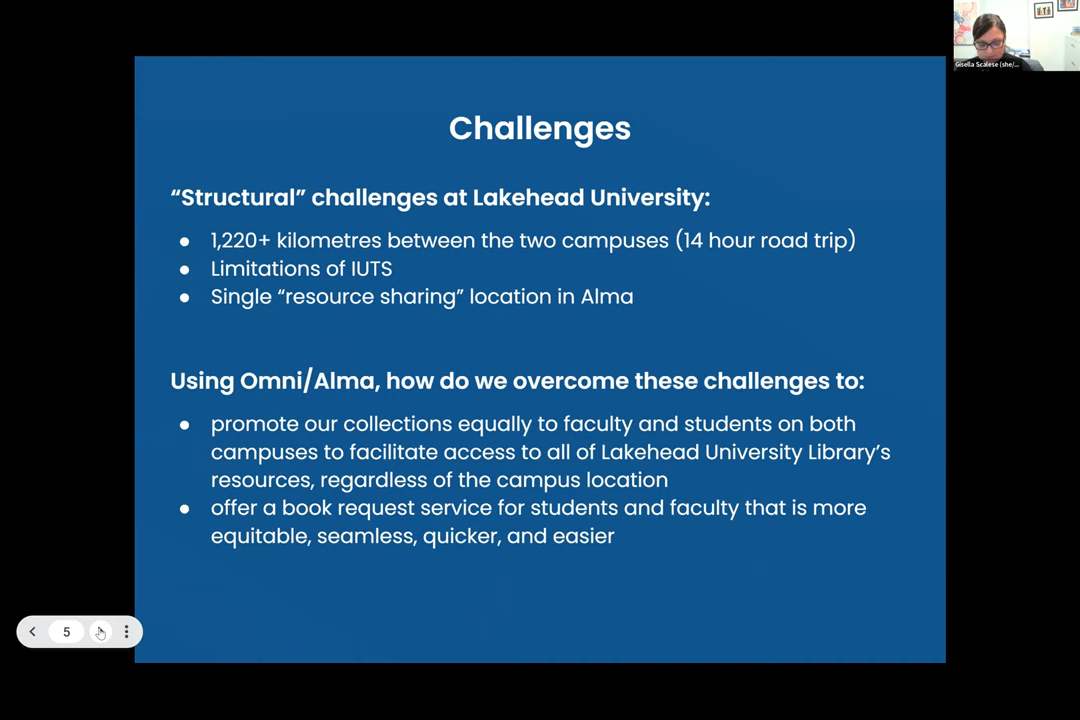 Gisella Scalese (she/...
Challenges
“Structural” challenges at Lakehead University:
● 1,220+ kilometres between the two campuses (14 hour road trip)
● Limitations of IUTS
● Single “resource sharing” location in Alma
Using Omni/Alma, how do we overcome these challenges to:
● promote our collections equally to faculty and students on both
campuses to facilitate access to all of Lakehead University Library’s
resources, regardless of the campus location
● offer a book request service for students and faculty that is more
equitable, seamless, quicker, and easier
5